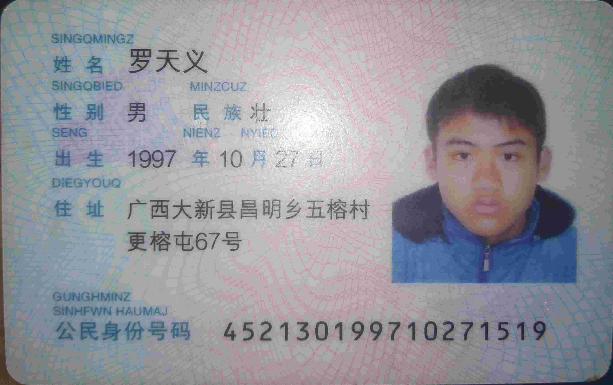 SINGQMINGZ
姓名 罗天义
SINGQBIED MINZCUZ
性别 男 民族 壮
SENG NIENZ NYIED
出生 1997 年 10 月 27 日
DIEGYOUQ
住址 广西大新县昌明乡五榕村
更榕屯67号
GUNGHMINZ
SINHFWN HAUMAJ
公民身份号码 452130199710271519